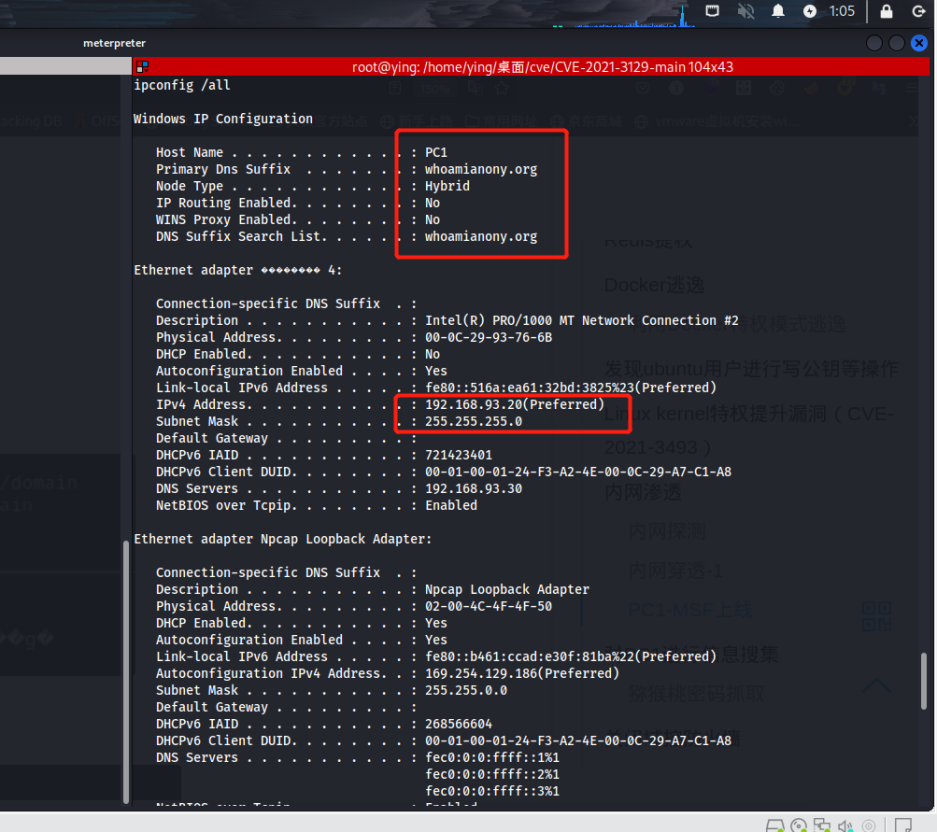 1:05
meterpreter
root@ying: /home/ying/桌面/cve/CVE-2021-3129-main 104x43
ipconfig /all
Windows IP Configuration
Host Name . . . . . . . . . . . . : PC1
Primary Dns Suffix . . . . . . . : whoamianony.org
Node Type . . . . . . . . . . . . : Hybrid
IP Routing Enabled. . . . . . . . : No
WINS Proxy Enabled. . . . . . . . : No
DNS Suffix Search List. . . . . . : whoamianony.org
Ethernet adapter ��������� 4:
Connection-specific DNS Suffix . :
Description . . . . . . . . . . . : Intel(R) PRO/1000 MT Network Connection #2
Physical Address. . . . . . . . . : 00-0C-29-93-76-6B
DHCP Enabled. . . . . . . . . . . : No
Autoconfiguration Enabled . . . . : Yes
Link-local IPv6 Address . . . . . : fe80::516a:ea61:32bd:3825%23(Preferred)
IPv4 Address. . . . . . . . . . . : 192.168.93.20(Preferred)
Subnet Mask . . . . . . . . . . . : 255.255.255.0
Default Gateway . . . . . . . . . :
DHCPv6 IAID . . . . . . . . . . . : 721423401
DHCPv6 Client DUID. . . . . . . . : 00-01-00-01-24-F3-A2-4E-00-0C-29-A7-C1-A8
DNS Servers . . . . . . . . . . . : 192.168.93.30
NetBIOS over Tcpip. . . . . . . . : Enabled
Ethernet adapter Npcap Loopback Adapter:
Connection-specific DNS Suffix . :
Description . . . . . . . . . . . : Npcap Loopback Adapter
Physical Address. . . . . . . . . : 02-00-4C-4F-4F-50
DHCP Enabled. . . . . . . . . . . : Yes
Autoconfiguration Enabled . . . . : Yes
Link-local IPv6 Address . . . . . : fe80::b461:ccad:e30f:81ba%22(Preferred)
Autoconfiguration IPv4 Address. . : 169.254.129.186(Preferred)
Subnet Mask . . . . . . . . . . . : 255.255.0.0
Default Gateway . . . . . . . . . :
DHCPv6 IAID . . . . . . . . . . . : 268566604
DHCPv6 Client DUID. . . . . . . . : 00-01-00-01-24-F3-A2-4E-00-0C-29-A7-C1-A8
DNS Servers . . . . . . . . . . . : fec0:0:0:ffff::1%1
fec0:0:0:ffff::2%1
fec0:0:0:ffff::3%1
NetBIOS over Tcpip. . . . . . . . : Enabled
Redis提权
Docker逃逸
特权模式逃逸
发现ubuntu用户进行写公钥等操作
Linux kernel特权提升漏洞（CVE-
2021-3493）
内网渗透
内网探测
内网穿透-1
PC1-MSF上线
息搜集
猕猴桃密码抓取
/domain